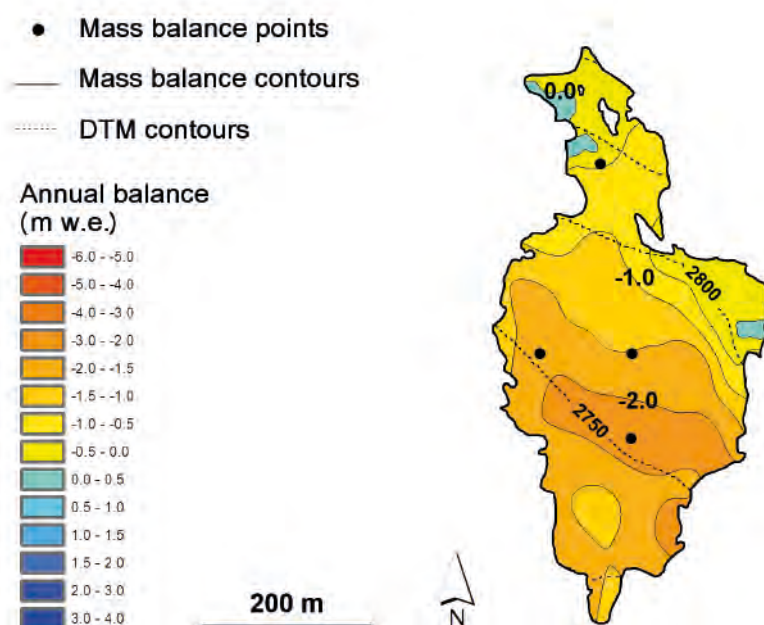 Mass balance points
Mass balance contours
DTM contours
Annual balance
(m w.e.)
-6.0 - -5.0
-5.0 - -4.0
-4.0 - -3.0
-3.0 - -2.0
-2.0 - -1.5
-1.5 - -1.0
-1.0 - -0.5
-0.5 - 0.0
0.0 - 0.5
0.5 - 1.0
1.0 - 1.5
1.5 - 2.0
2.0 - 3.0
3.0 - 4.0
0.0
-1.0
2800
-2.0
2750
200 m
N